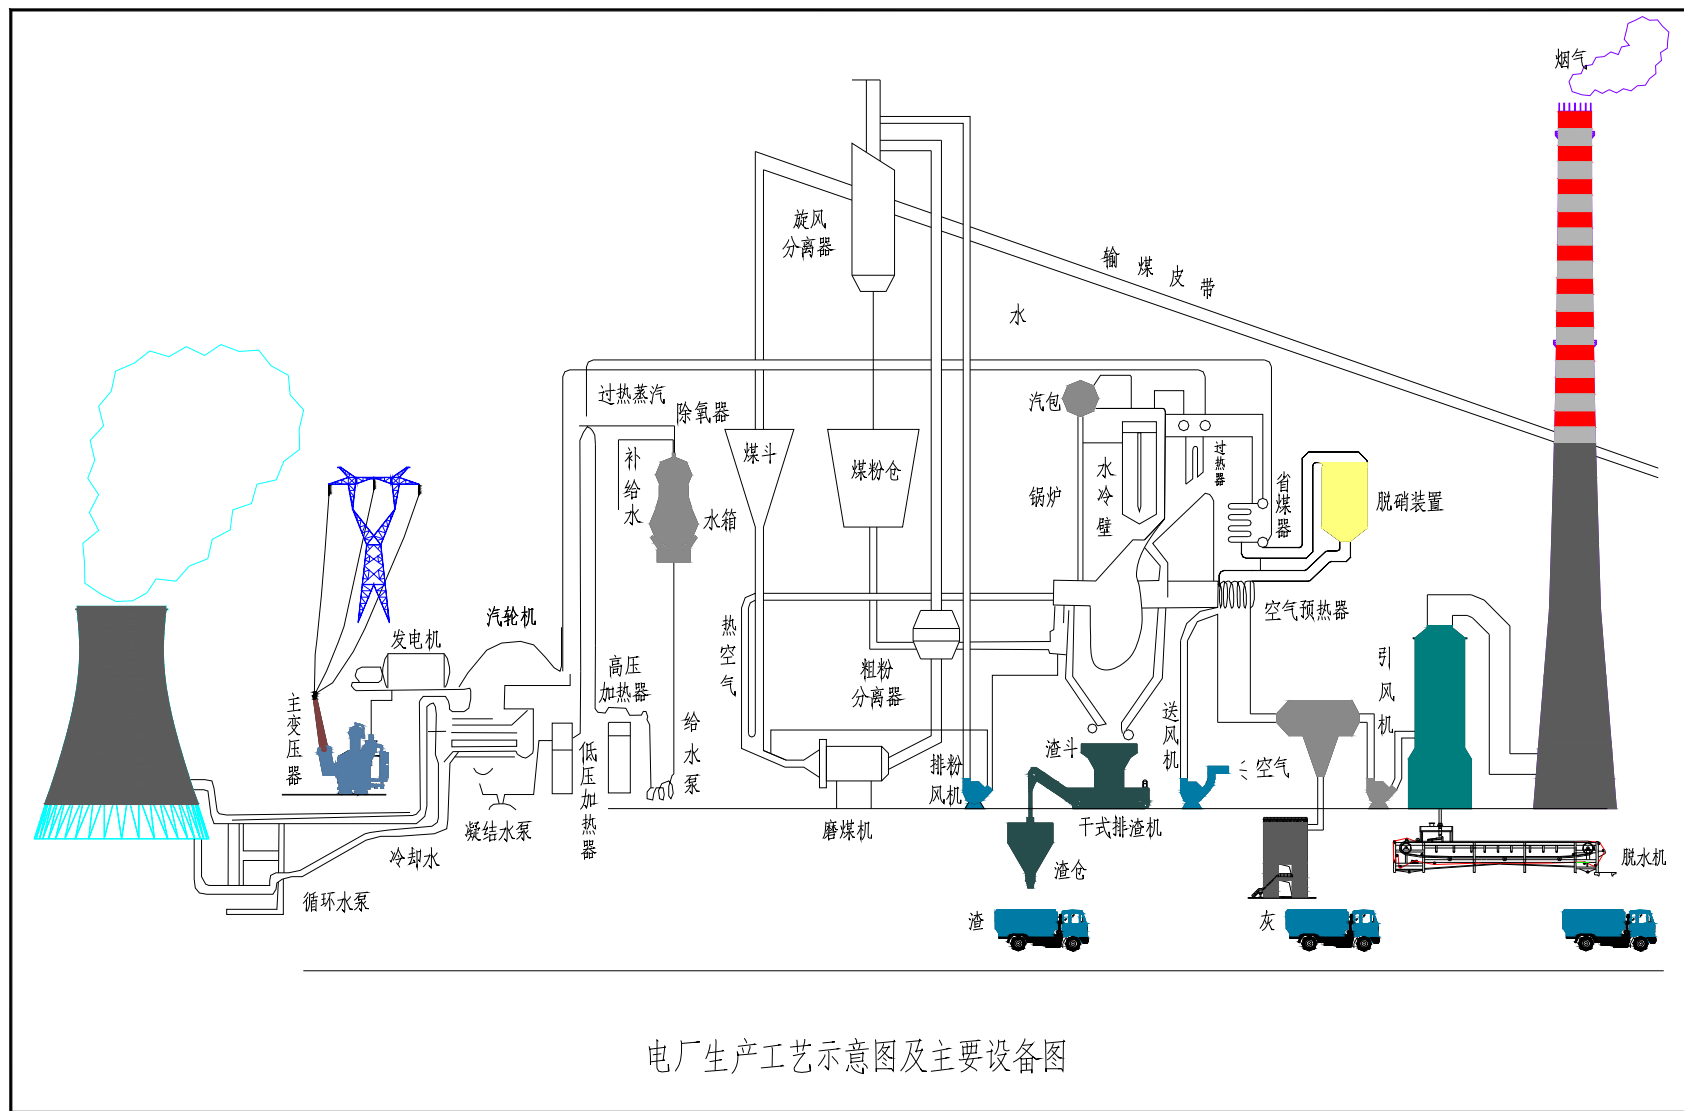 烟气
旋风
分离器
输煤皮带
水
过热蒸汽
除氧器
汽包
煤斗
煤粉仓
补给水
水箱
锅炉
水冷壁
过热器
省煤器
脱硝装置
汽轮机
发电机
热空气
空气预热器
高压
加热器
粗粉
分离器
引风机
主变压器
给水泵
送风机
低压加热器
排粉
风机
渣斗
空气
磨煤机
干式排渣机
凝结水泵
冷却水
渣仓
脱水机
循环水泵
渣
灰
电厂生产工艺示意图及主要设备图